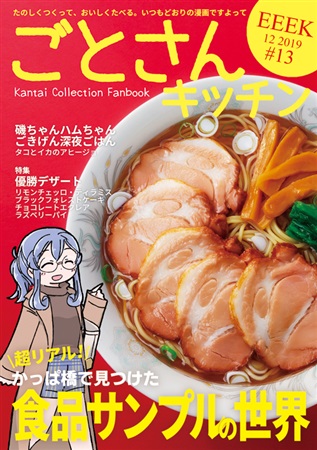 たのしくつくって、おいしくたべる。いつもどおりの漫画ですよって
EEEK
12 2019
#13
ごとさん
キッチン
Kantai Collection Fanbook
磯ちゃんハムちゃん
ごきげん深夜ごはん
タコとイカのアヒージョ
特集
優勝デザート
リモンチェッロ・ティラミス
ブラックフォレストケーキ
チョコレートエクレア
ラズベリーパイ
超リアル!
かっぱ橋で見つけた
食品サンプルの世界